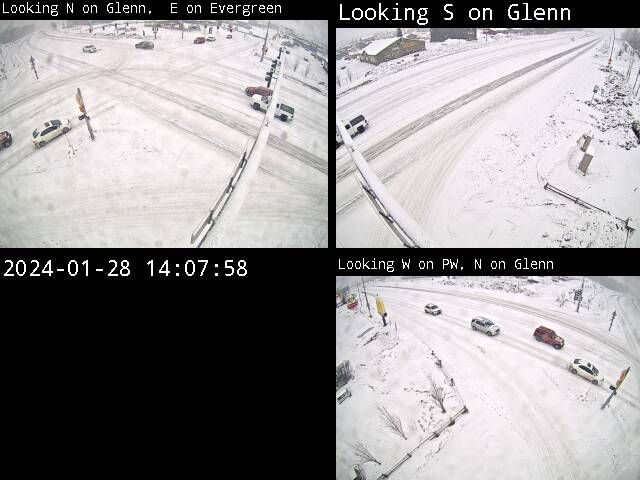 Looking N on Glenn,  E on Evergreen
Looking S on Glenn
2024-01-28 14:07:58
Looking W on PW, N on Glenn